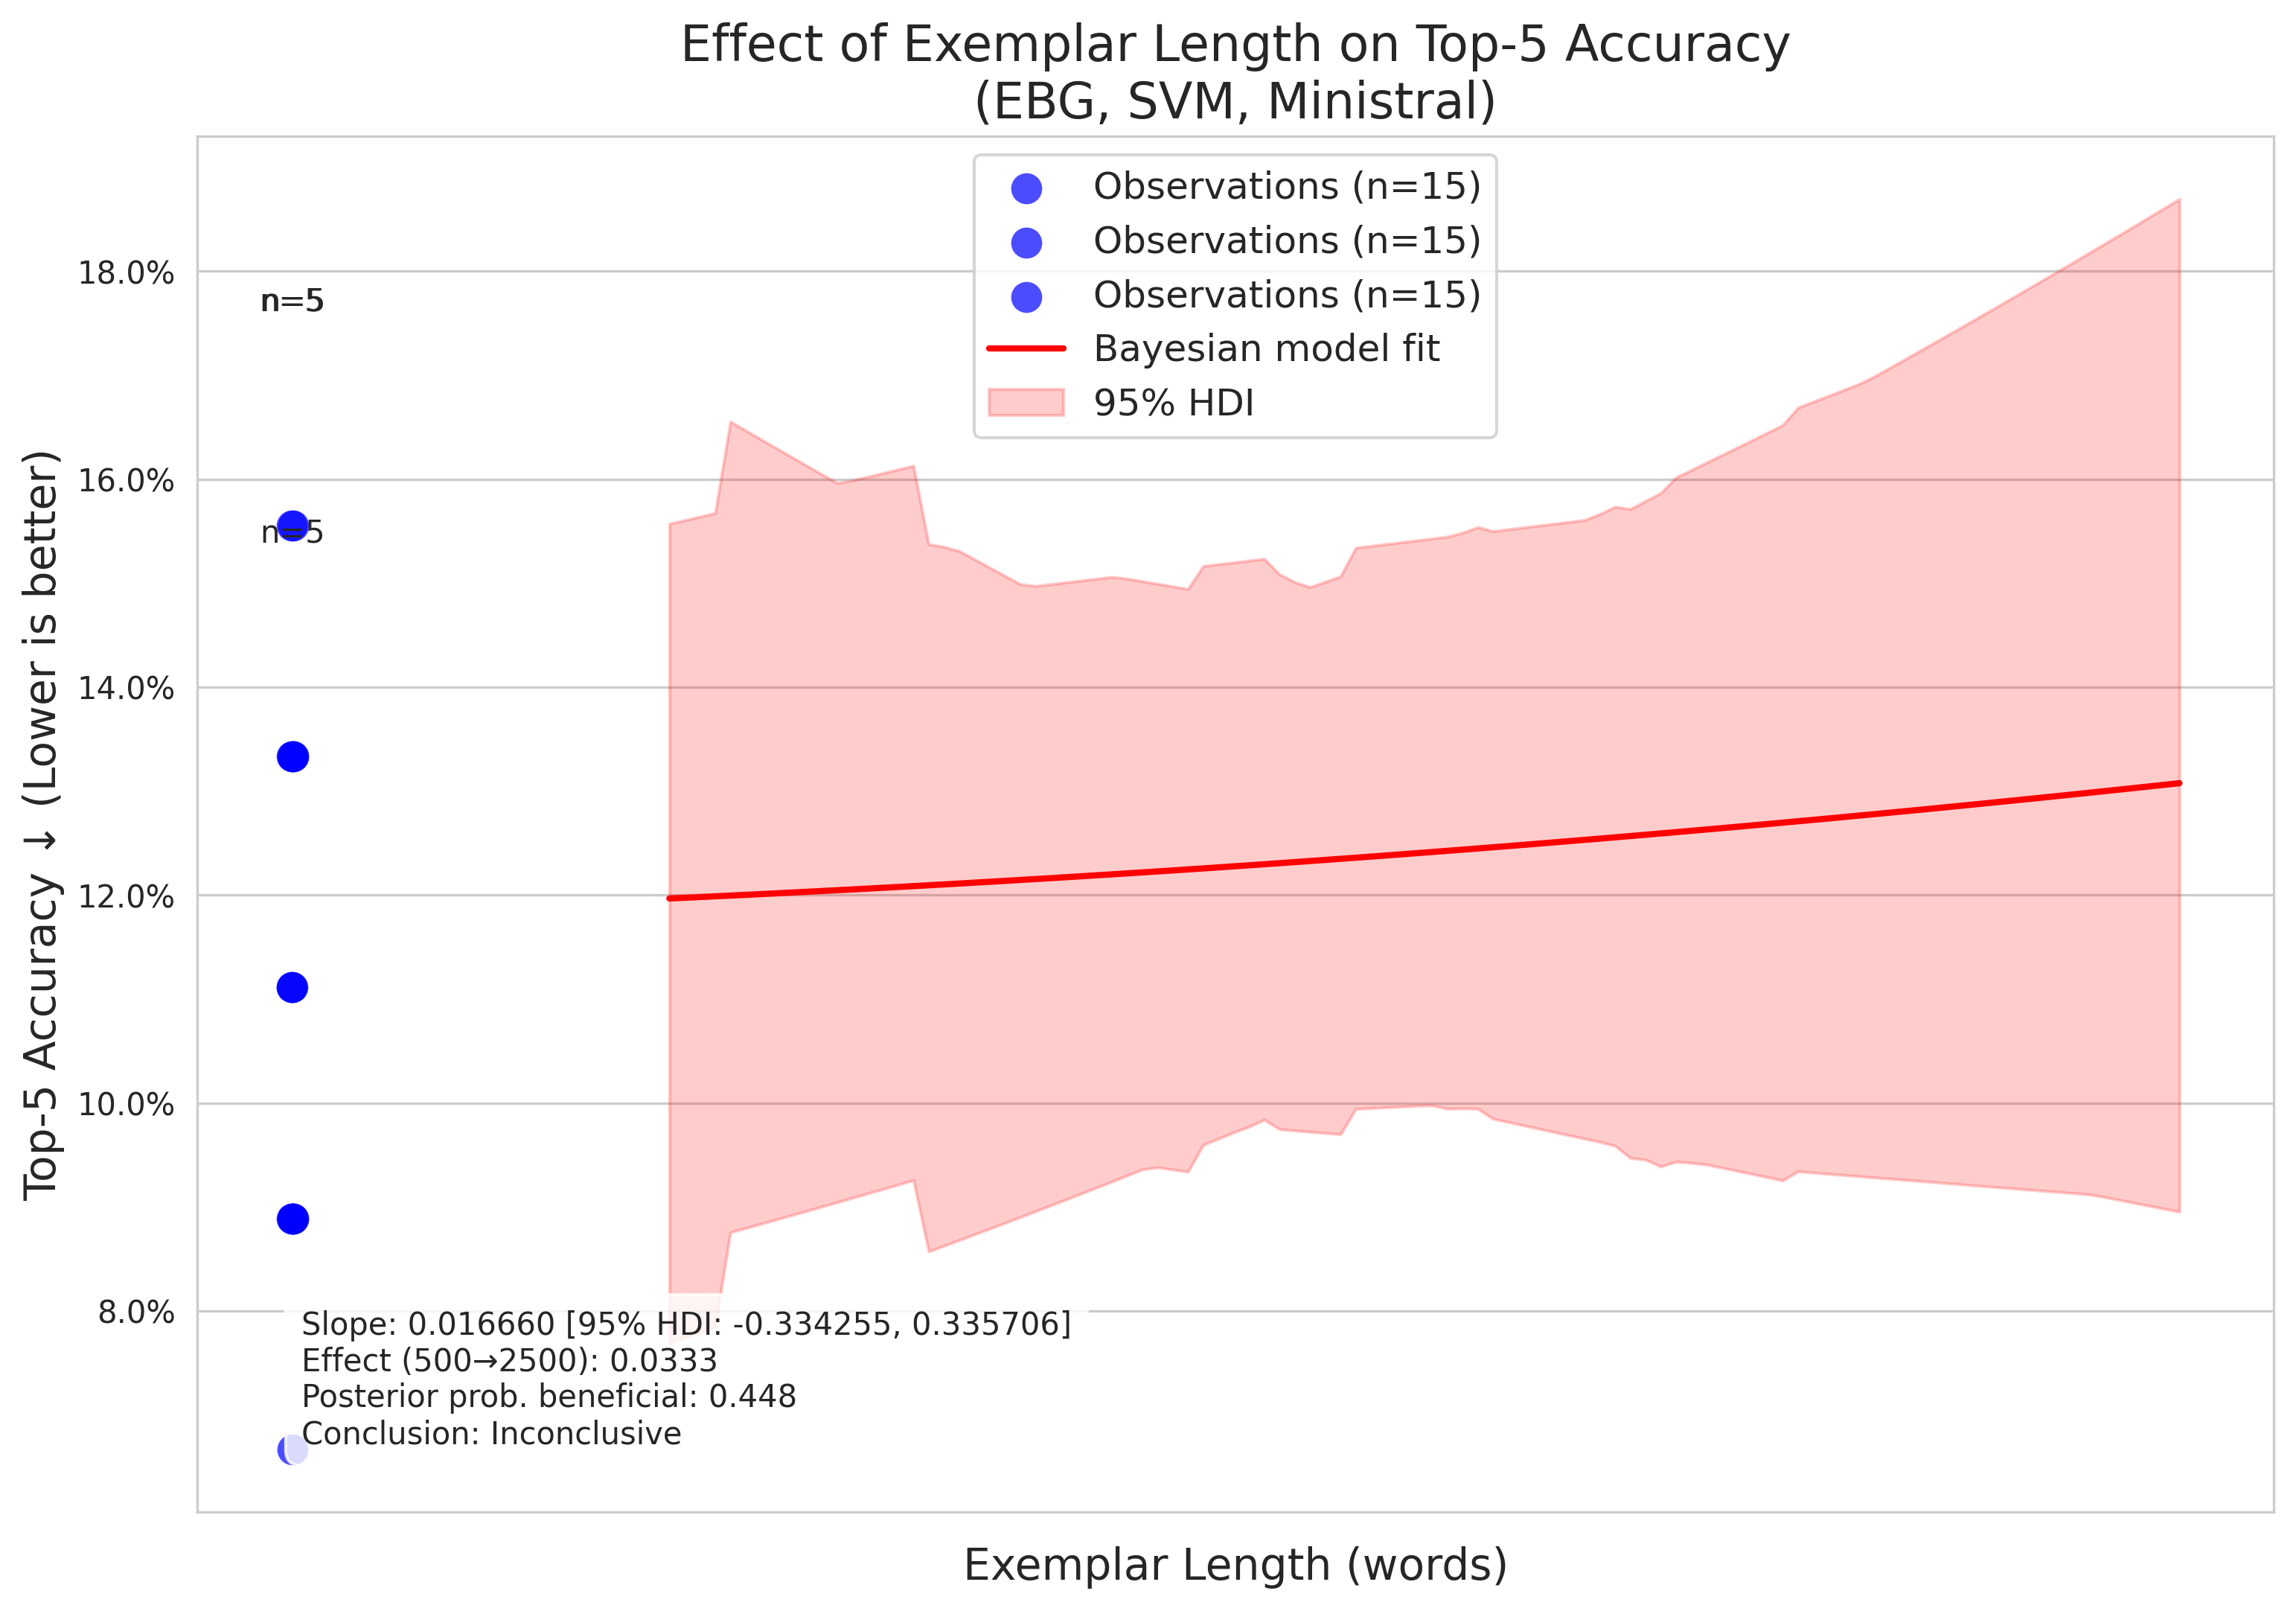 Effect of Exemplar Length on Top-5 Accuracy
(EBG, SVM, Ministral)
Observations (n=15)
Observations (n=15)
Observations (n=15)
Bayesian model fit
95% HDI
18.0%
16.0%
14.0%
12.0%
10.0%
8.0%
n=5
n=5
Top-5 Accuracy ↓ (Lower is better)
Slope: 0.016660 [95% HDI: -0.334255, 0.335706]
Effect (500→2500): 0.0333
Posterior prob. beneficial: 0.448
Conclusion: Inconclusive
Exemplar Length (words)